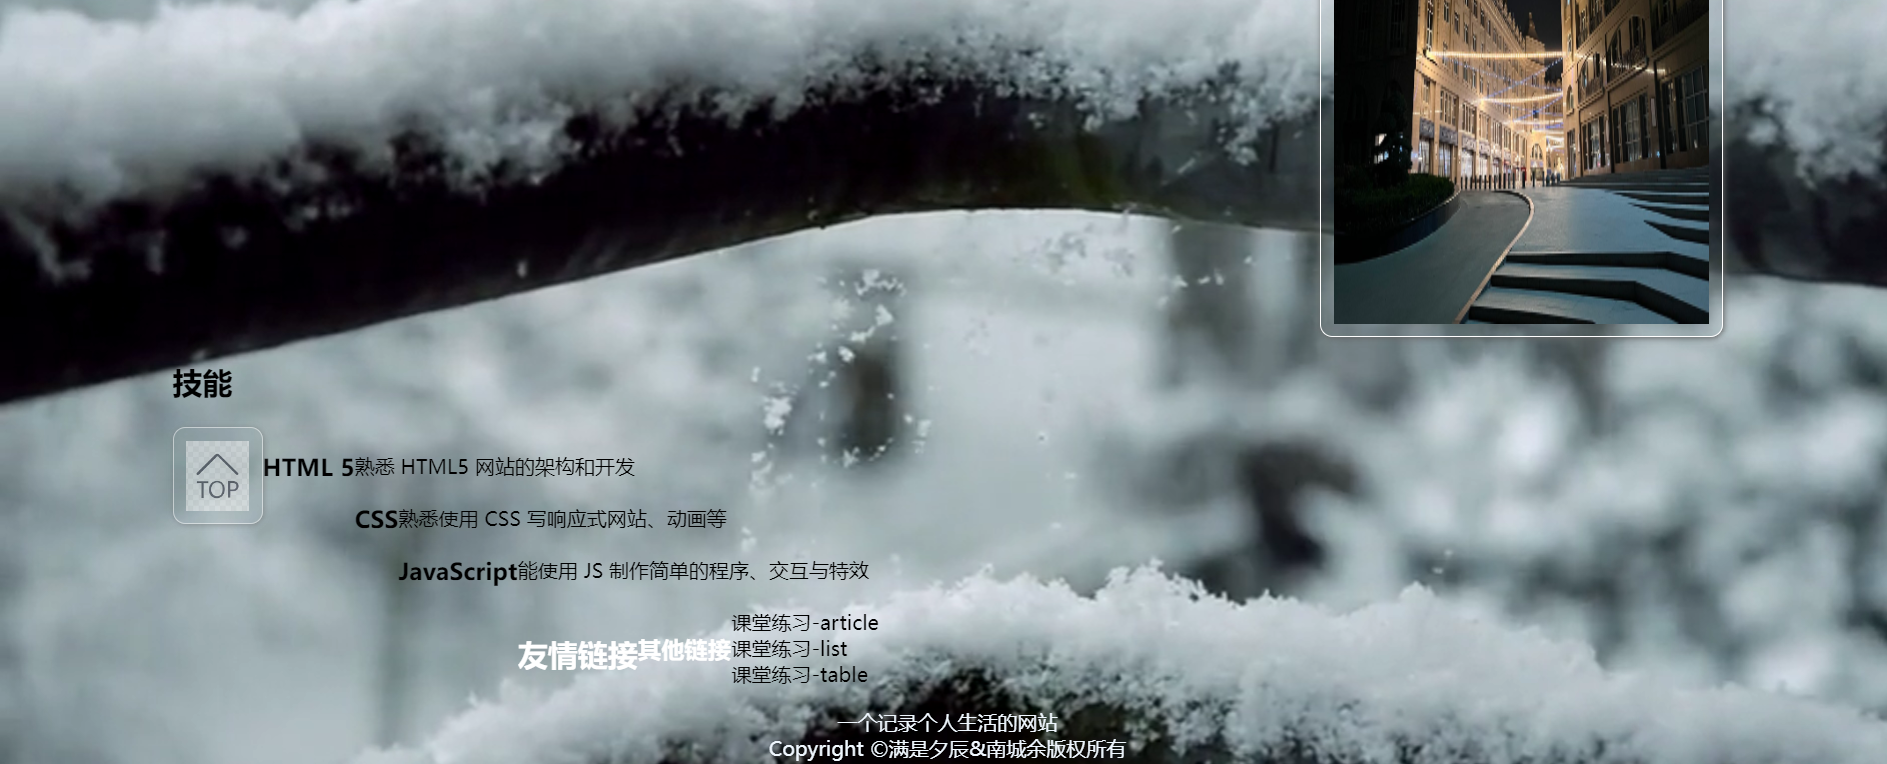 技能
TOP
HTML 5熟悉 HTML5 网站的架构和开发
CSS熟悉使用 CSS 写响应式网站、动画等
JavaScript能使用 JS 制作简单的程序、交互与特效
课堂练习-article
友情链接其他链接课堂练习-list
课堂练习-table
一个记录个人生活的网站
Copyright ©满是夕辰&南城余版权所有